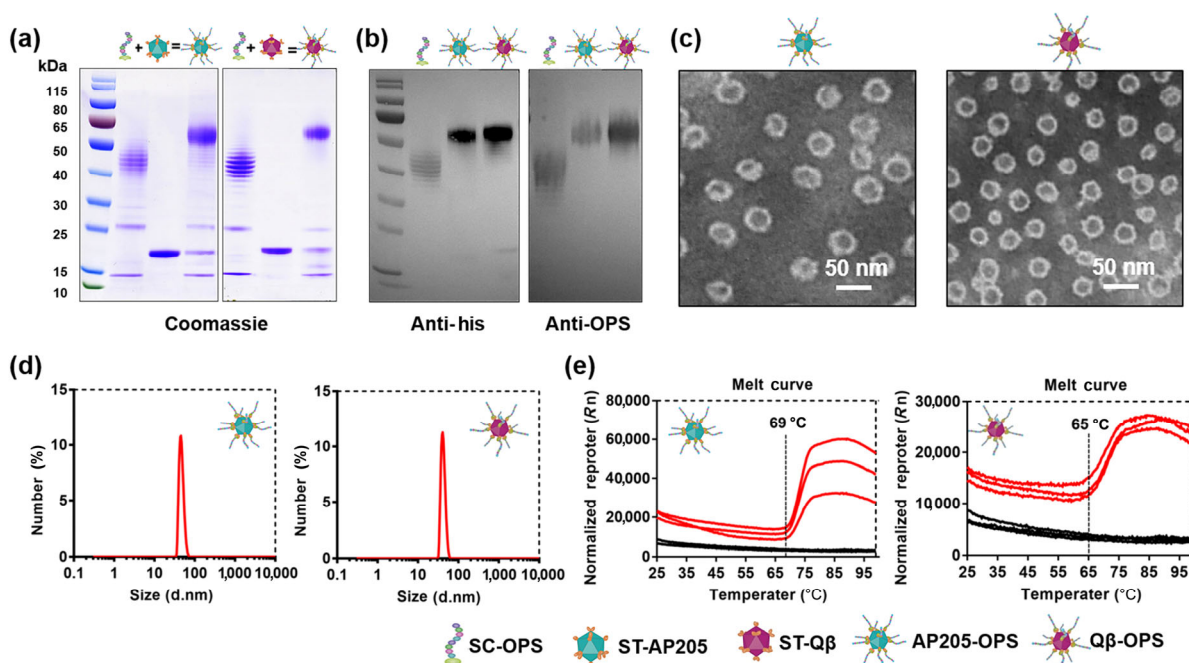 (a)
+ =
+ =
kDa
115
80
65
50
40
30
25
15
10
Coomassie
(b)
Anti-his
Anti-OPS
(c)
50 nm
50 nm
(d)
Number (%)
15
10
5
0
0.1 1 10 100 1,000 10,000
Size (d.nm)
Number (%)
15
10
5
0
0.1 1 10 100 1,000 10,000
Size (d.nm)
(e)
Melt curve
Normalized reproter (Rn)
80,000
60,000
40,000
20,000
0
69 °C
25 35 45 55 65 75 85 95
Temperater (°C)
Melt curve
Normalized reproter (Rn)
30,000
20,000
10,000
0
65 °C
25 35 45 55 65 75 85 95
Temperater (°C)
SC-OPS ST-AP205 ST-Qβ AP205-OPS Qβ-OPS